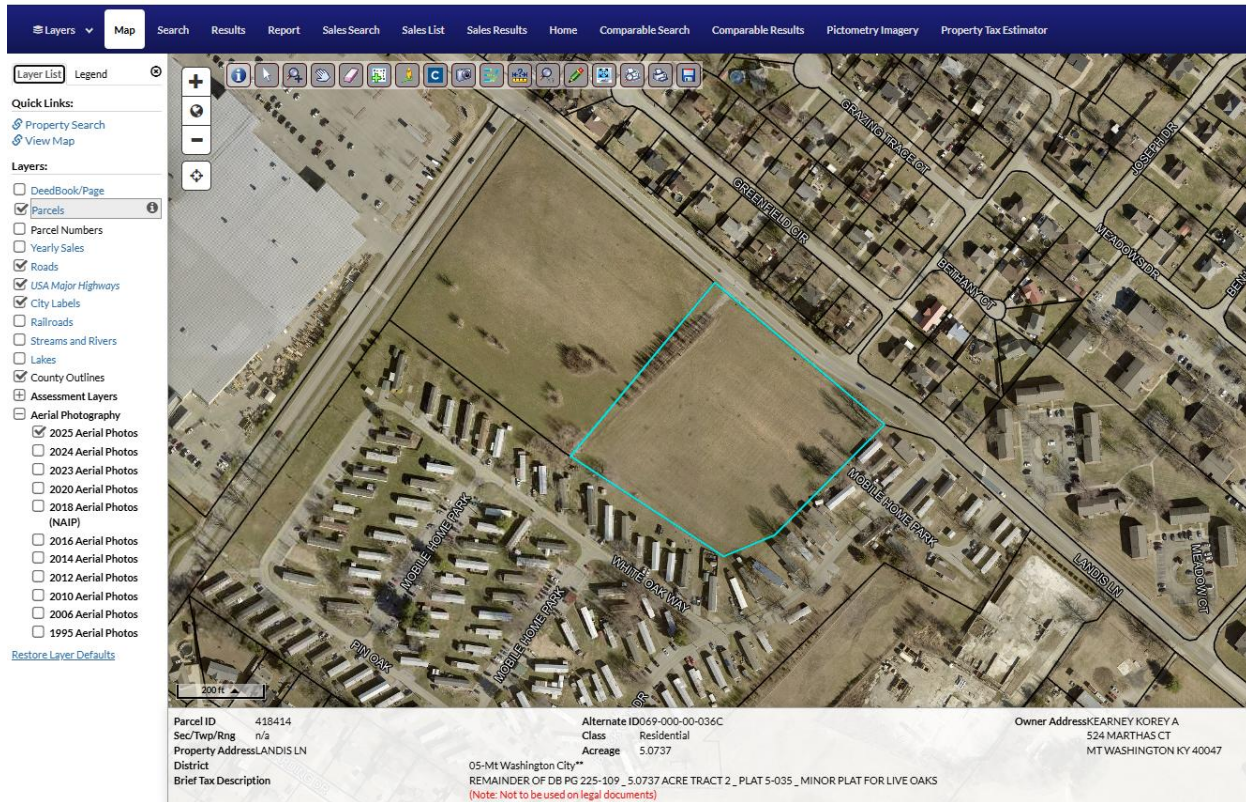 Layers
Map
Search
Results
Report
Sales Search
Sales List
Sales Results
Home
Comparable Search
Comparable Results
Pictometry Imagery
Property Tax Estimator
Layer List
Legend
Quick Links:
Property Search
View Map
Layers:
DeedBook/Page
Parcels
Parcel Numbers
Yearly Sales
Roads
USA Major Highways
City Labels
Railroads
Streams and Rivers
Lakes
County Outlines
Assessment Layers
Aerial Photography
2025 Aerial Photos
2024 Aerial Photos
2023 Aerial Photos
2020 Aerial Photos
2018 Aerial Photos
(NAIP)
2016 Aerial Photos
2014 Aerial Photos
2012 Aerial Photos
2010 Aerial Photos
2006 Aerial Photos
1995 Aerial Photos
Restore Layer Defaults
C
GRAZING TRACE CT
JOSEPH DR
GREENFIELD CIR
MEADOWS DR
BETHANY CT
BEN
MOBILE HOME PARK
MOBILE HOME PARK
WHITE OAK WAY
LANDIS LN
MEADOW CT
PIN OAK
MOBILE HOME PARK
DR
200 ft
Parcel ID 418414
Sec/Twp/Rng n/a
Property Address LANDIS LN
District 05-Mt Washington City**
Brief Tax Description REMAINDER OF DB PG 225-109 _ 5.0737 ACRE TRACT 2 _ PLAT 5-035 _ MINOR PLAT FOR LIVE OAKS
(Note: Not to be used on legal documents)
Alternate ID 069-000-00-036C
Class Residential
Acreage 5.0737
Owner Address KEARNEY KOREY A
524 MARTHAS CT
MT WASHINGTON KY 40047